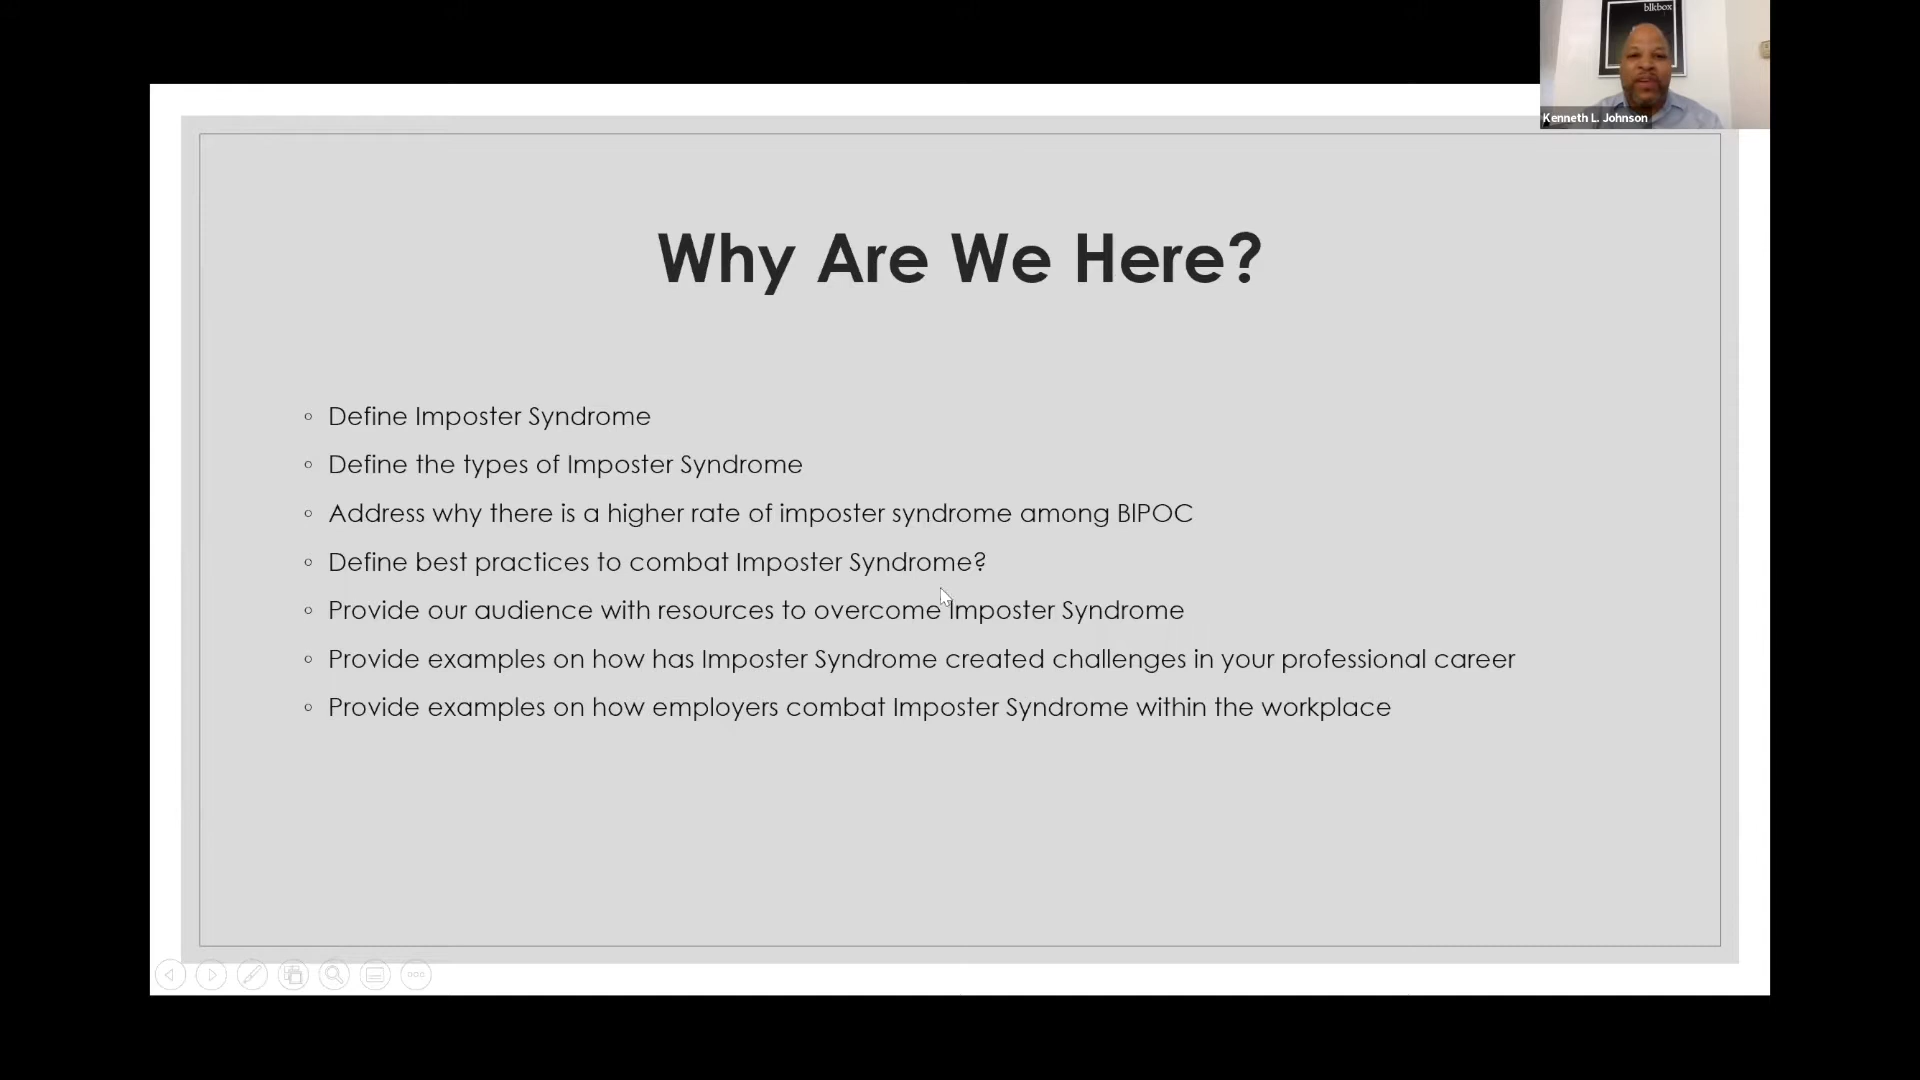 blkbox
Kenneth L. Johnson
Why Are We Here?
Define Imposter Syndrome
Define the types of Imposter Syndrome
Address why there is a higher rate of imposter syndrome among BIPOC
Define best practices to combat Imposter Syndrome?
Provide our audience with resources to overcome Imposter Syndrome
Provide examples on how has Imposter Syndrome created challenges in your professional career
Provide examples on how employers combat Imposter Syndrome within the workplace